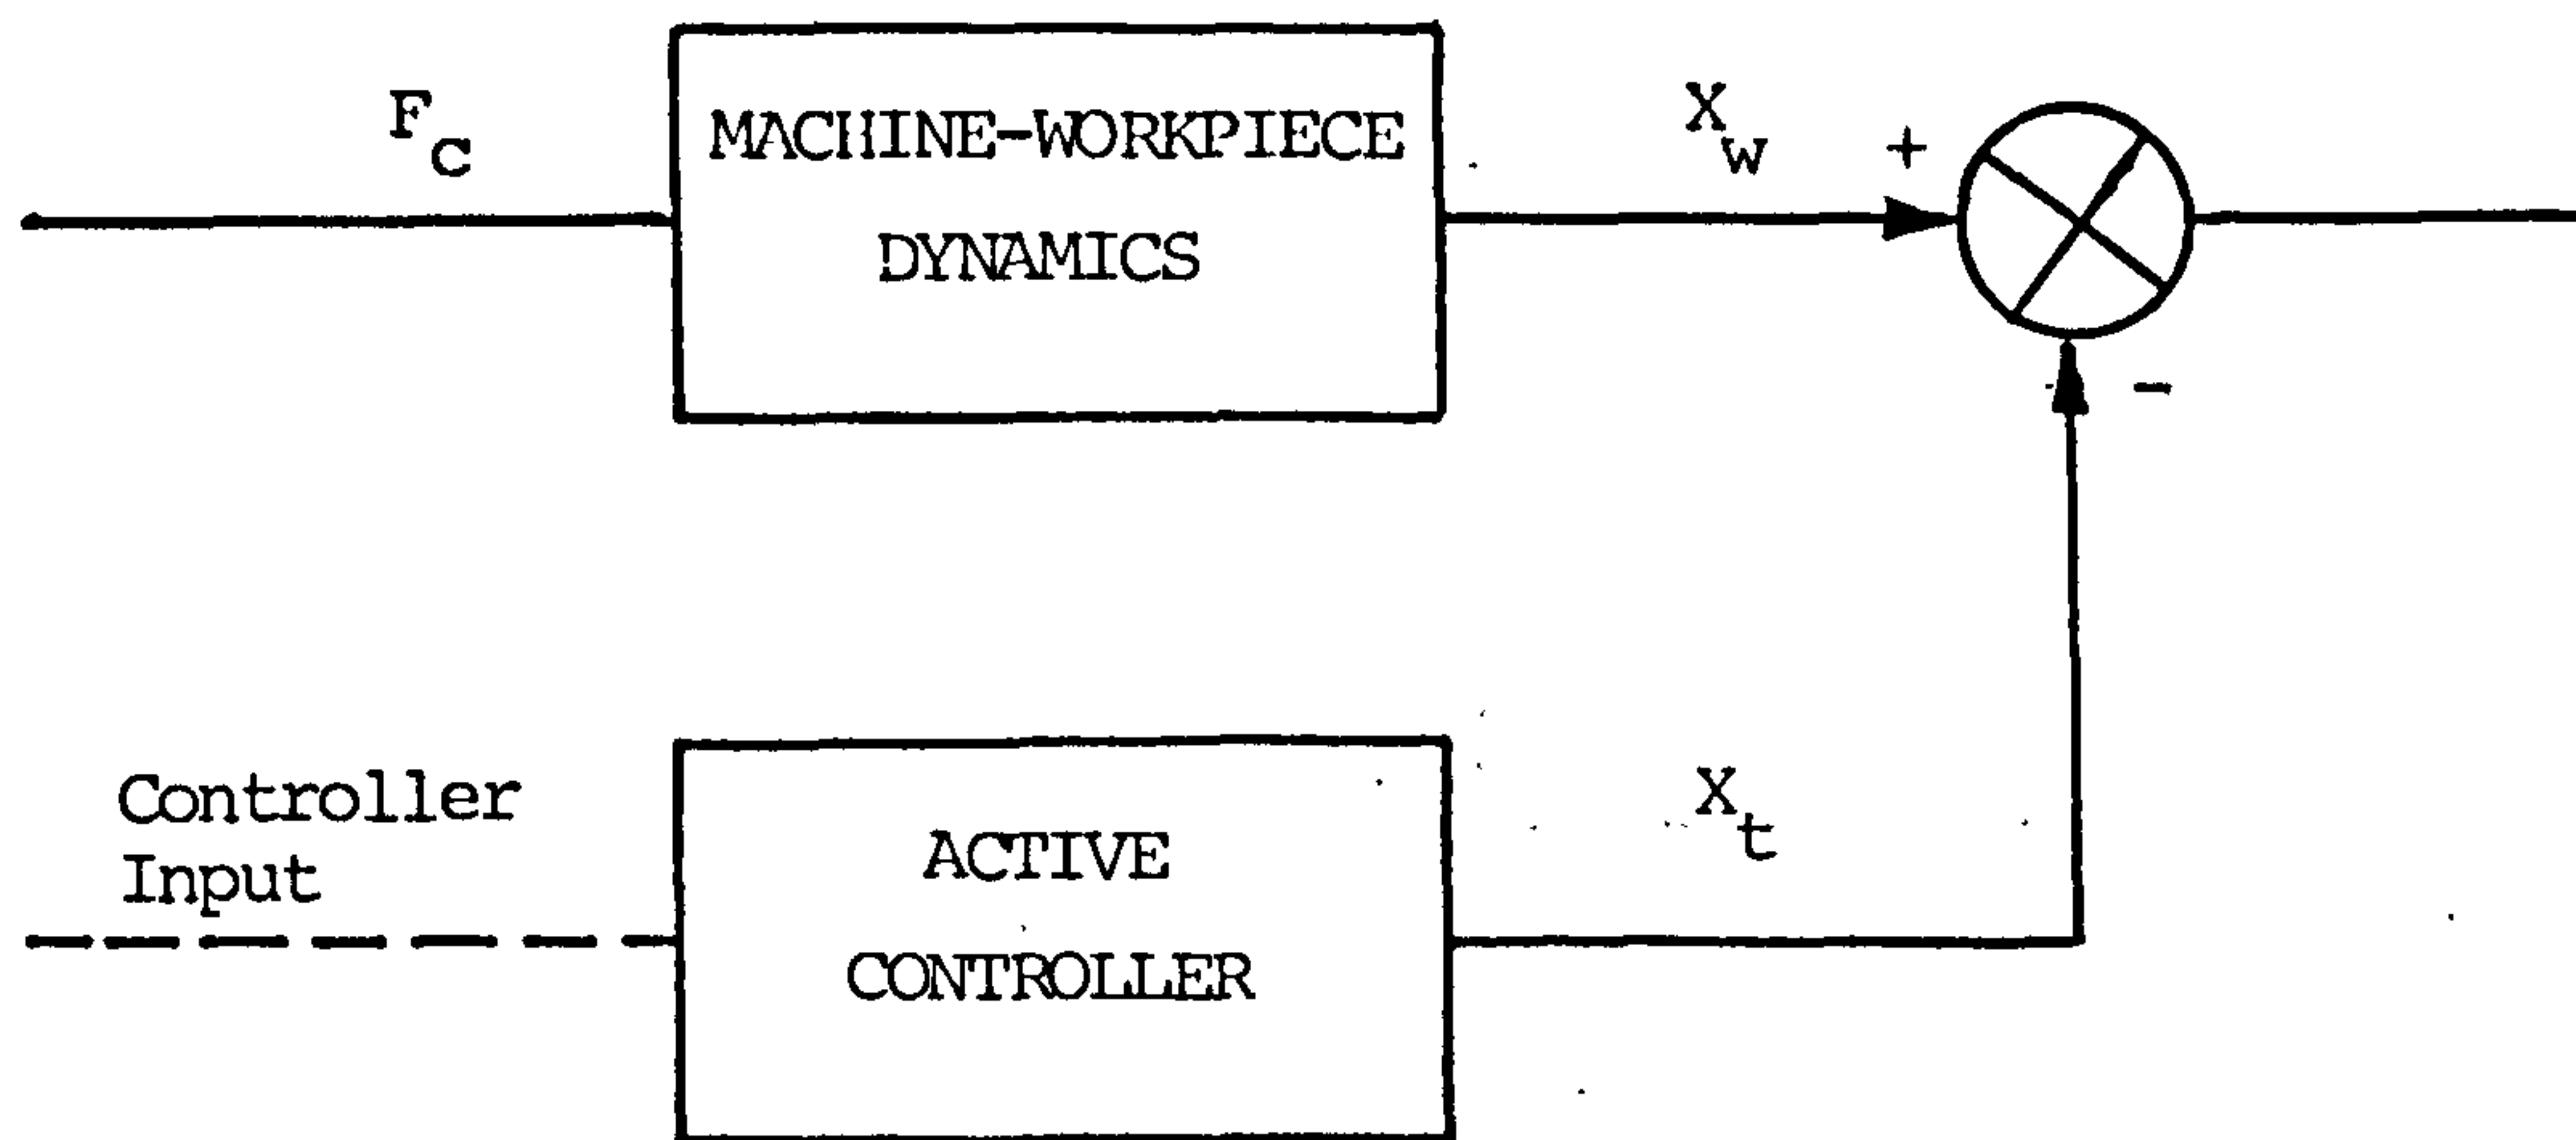 F_c
MACHINE-WORKPIECE
DYNAMICS
X_w
+
-
Controller
Input
ACTIVE
CONTROLLER
X_t